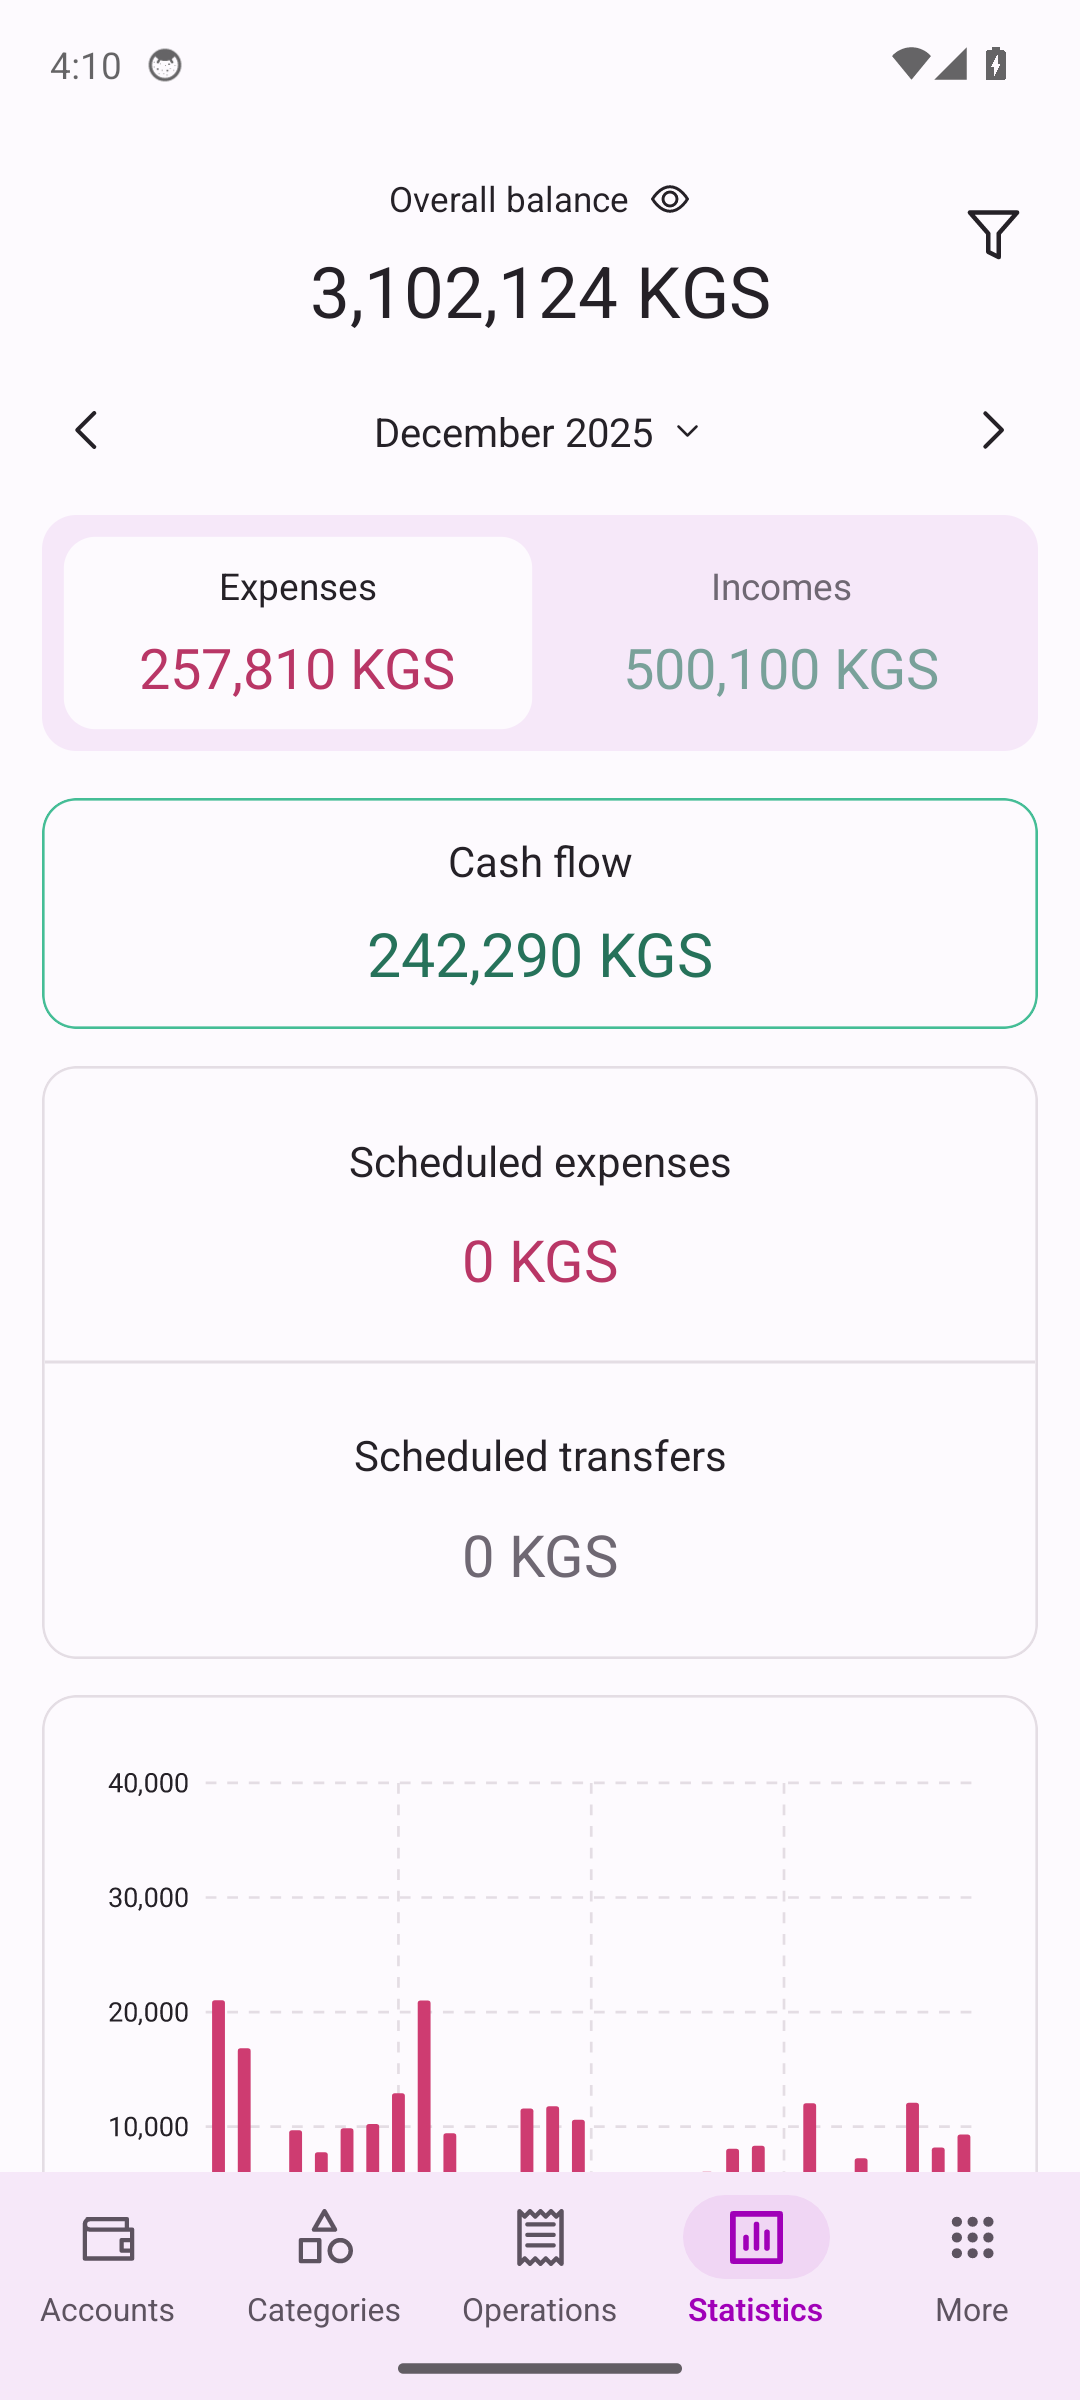 4:10
Overall balance
3,102,124 KGS
December 2025
Expenses
257,810 KGS
Incomes
500,100 KGS
Cash flow
242,290 KGS
Scheduled expenses
0 KGS
Scheduled transfers
0 KGS
40,000
30,000
20,000
10,000
Accounts
Categories
Operations
Statistics
More